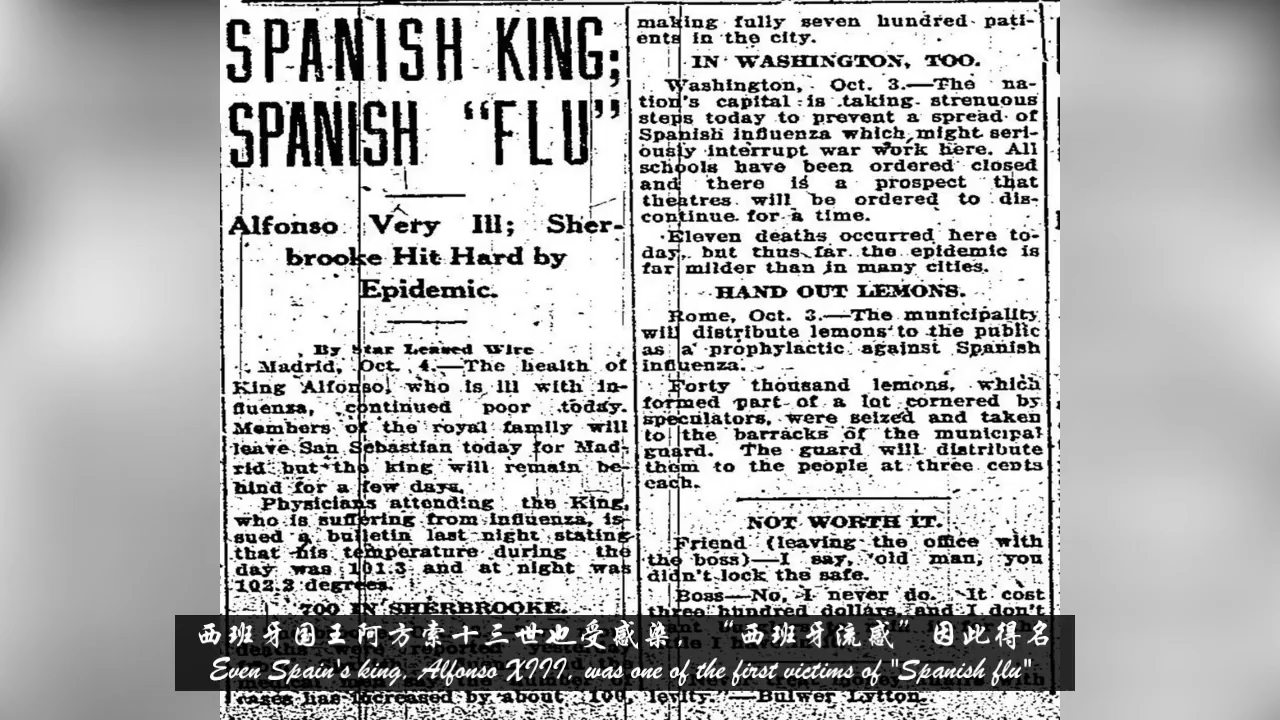 SPANISH KING;
SPANISH "FLU"
Alfonso Very Ill; Sher-
brooke Hit Hard by
Epidemic.
By Star Leased Wire
Madrid, Oct. 4.—The health of
King Alfonso, who is ill with in-
fluenza, continued poor today.
Members of the royal family will
leave San Sebastian today for Mad-
rid but the king will remain be-
hind for a few days.
Physicians attending the King,
who is suffering from influenza, is-
sued a bulletin last night stating
that his temperature during the
day was 101.3 and at night was
102.2 degrees.
700 IN SHERBROOKE.
cases has increased by about 100
making fully seven hundred pati-
ents in the city.
IN WASHINGTON, TOO.
Washington, Oct. 3.—The na-
tion's capital is taking strenuous
steps today to prevent a spread of
Spanish influenza which might seri-
ously interrupt war work here. All
schools have been ordered closed
and there is a prospect that
theatres will be ordered to dis-
continue for a time.
Eleven deaths occurred here to-
day, but thus far the epidemic is
far milder than in many cities.
HAND OUT LEMONS.
Rome, Oct. 3.—The municipality
will distribute lemons to the public
as a prophylactic against Spanish
influenza.
Forty thousand lemons, which
formed part of a lot cornered by
speculators, were seized and taken
to the barracks of the municipal
guard. The guard will distribute
them to the people at three cents
each.
NOT WORTH IT.
Friend (leaving the office with
the boss)—I say, old man, you
didn't lock the safe.
Boss—No, I never do. It cost
three hundred dollars, and I don't
levity."—Bulwer Lytton.
西班牙国王阿方索十三世也受感染，“西班牙流感”因此得名
Even Spain's king, Alfonso XIII, was one of the first victims of "Spanish flu"